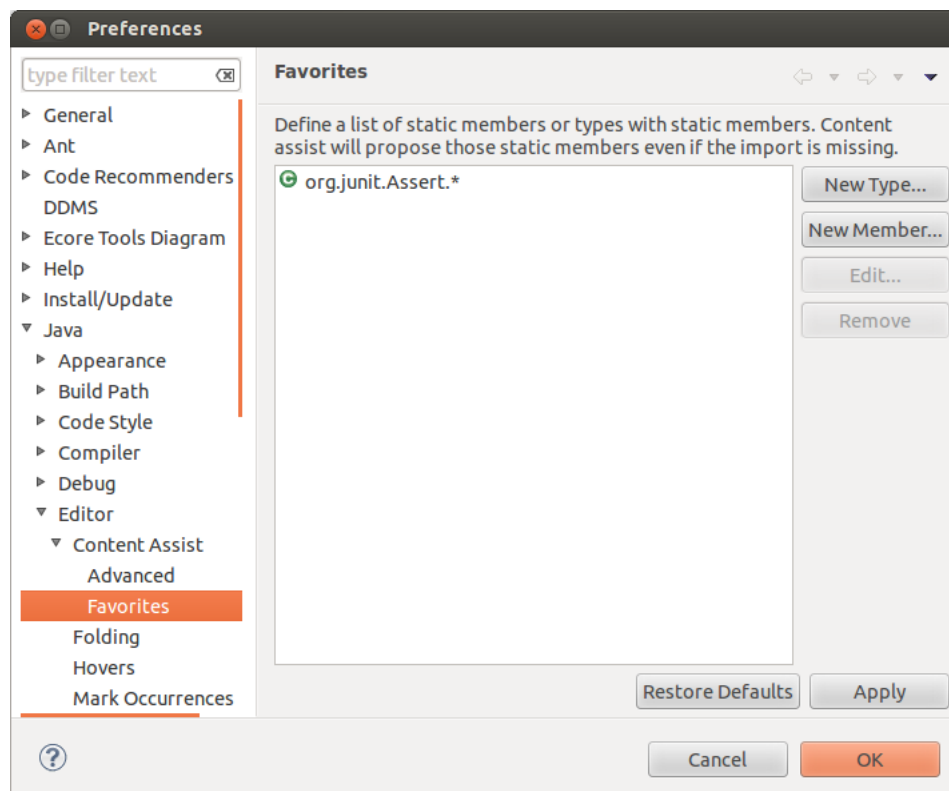 Preferences
type filter text
General
Ant
Code Recommenders
DDMS
Ecore Tools Diagram
Help
Install/Update
Java
Appearance
Build Path
Code Style
Compiler
Debug
Editor
Content Assist
Advanced
Favorites
Folding
Hovers
Mark Occurrences
Favorites
Define a list of static members or types with static members. Content
assist will propose those static members even if the import is missing.
C org.junit.Assert.*
New Type...
New Member...
Edit...
Remove
Restore Defaults
Apply
?
Cancel
OK